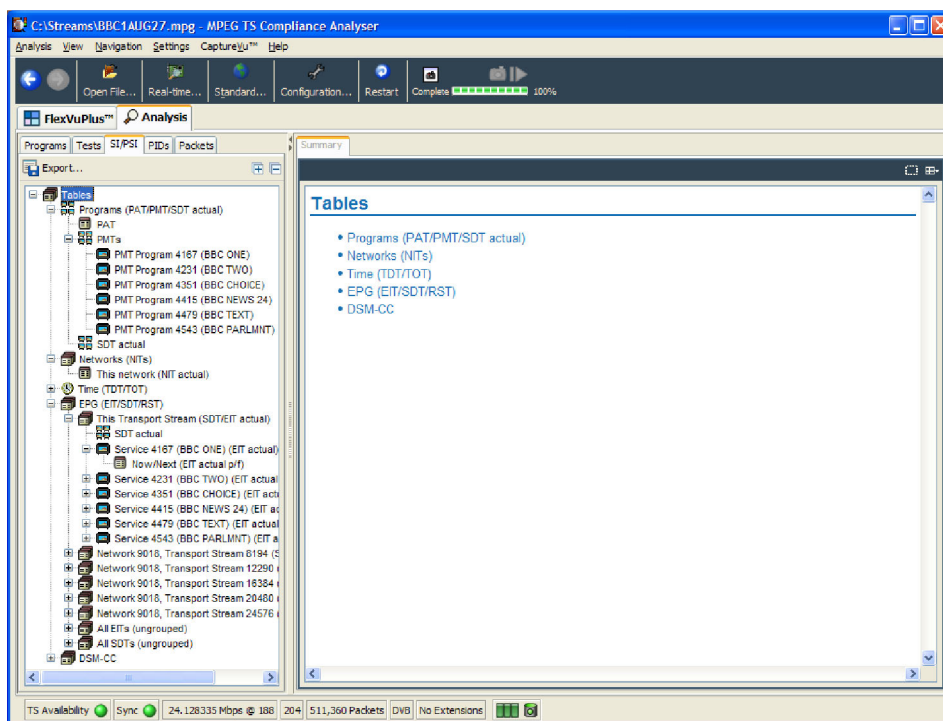 C:\Streams\BBC1AUG27.mpg - MPEG TS Compliance Analyser
Analysis View Navigation Settings CaptureVu™ Help
Open File... Real-time... Standard... Configuration... Restart Complete 100%
FlexVuPlus™ Analysis
Programs Tests SI/PSI PIDs Packets
Summary
Export...
Tables
Programs (PAT/PMT/SDT actual)
PAT
PMTs
PMT Program 4167 (BBC ONE)
PMT Program 4231 (BBC TWO)
PMT Program 4351 (BBC CHOICE)
PMT Program 4415 (BBC NEWS 24)
PMT Program 4479 (BBC TEXT)
PMT Program 4543 (BBC PARLMNT)
SDT actual
Networks (NITs)
This network (NIT actual)
Time (TDT/TOT)
EPG (EIT/SDT/RST)
This Transport Stream (SDT/EIT actual)
SDT actual
Service 4167 (BBC ONE) (EIT actual)
Now/Next (EIT actual p/f)
Service 4231 (BBC TWO) (EIT actual
Service 4351 (BBC CHOICE) (EIT acti
Service 4415 (BBC NEWS 24) (EIT ac
Service 4479 (BBC TEXT) (EIT actual
Service 4543 (BBC PARLMNT) (EIT a
Network 9018, Transport Stream 8194 (S
Network 9018, Transport Stream 12290
Network 9018, Transport Stream 16384
Network 9018, Transport Stream 20480
Network 9018, Transport Stream 24576
All EITs (ungrouped)
All SDTs (ungrouped)
DSM-CC
Tables
• Programs (PAT/PMT/SDT actual)
• Networks (NITs)
• Time (TDT/TOT)
• EPG (EIT/SDT/RST)
• DSM-CC
TS Availability Sync 24.128335 Mbps @ 188 204 511,360 Packets DVB No Extensions